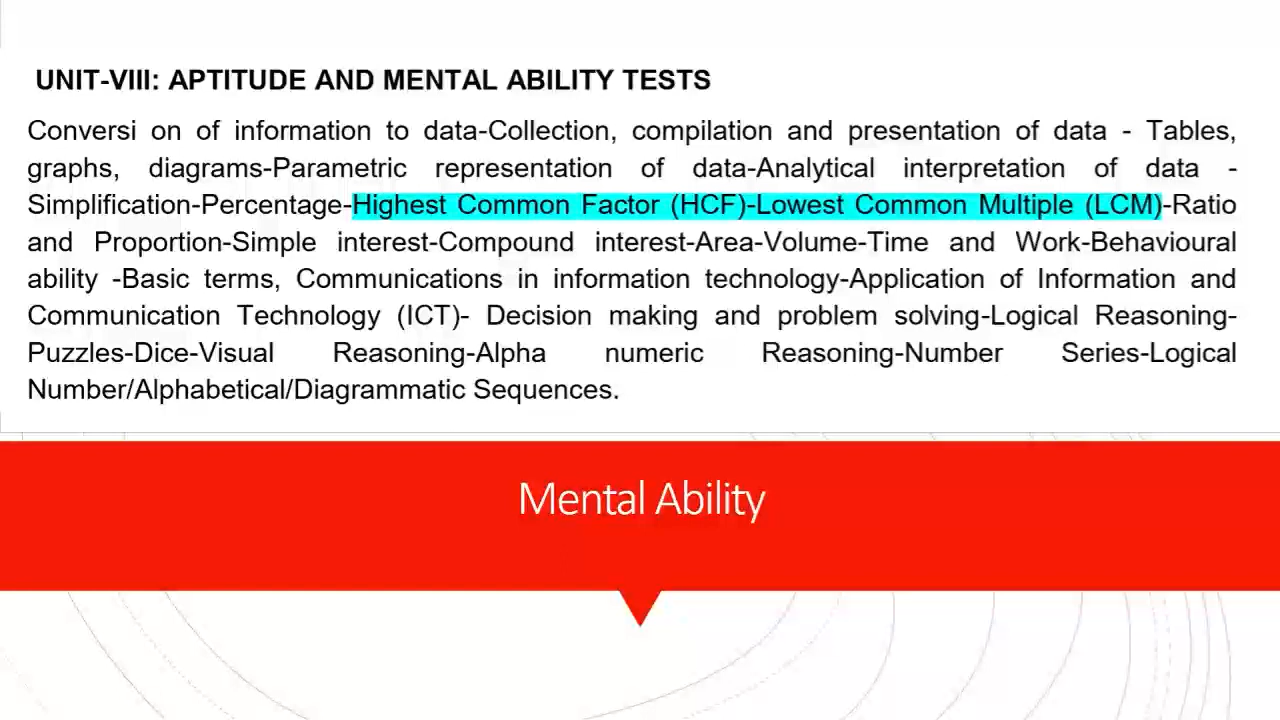 UNIT-VIII: APTITUDE AND MENTAL ABILITY TESTS
Conversi on of information to data-Collection, compilation and presentation of data - Tables,
graphs, diagrams-Parametric representation of data-Analytical interpretation of data -
Simplification-Percentage-Highest Common Factor (HCF)-Lowest Common Multiple (LCM)-Ratio
and Proportion-Simple interest-Compound interest-Area-Volume-Time and Work-Behavioural
ability -Basic terms, Communications in information technology-Application of Information and
Communication Technology (ICT)- Decision making and problem solving-Logical Reasoning-
Puzzles-Dice-Visual Reasoning-Alpha numeric Reasoning-Number Series-Logical
Number/Alphabetical/Diagrammatic Sequences.
Mental Ability